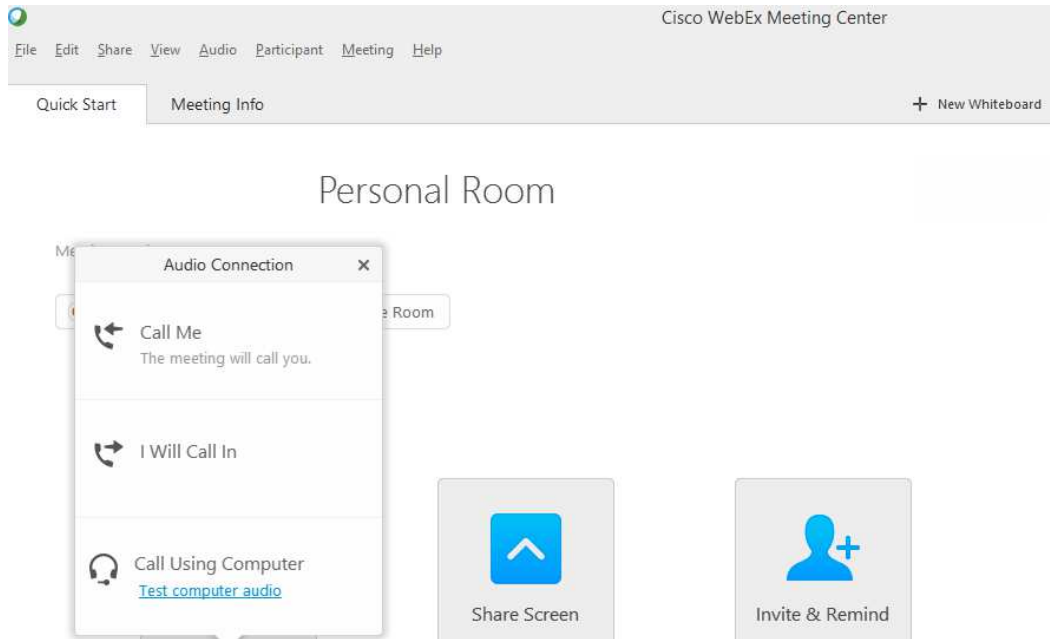 Cisco WebEx Meeting Center
File Edit Share View Audio Participant Meeting Help
Quick Start Meeting Info + New Whiteboard
Personal Room
Audio Connection ×
Call Me
The meeting will call you.
Room
I Will Call In
Call Using Computer
Test computer audio
Share Screen Invite & Remind